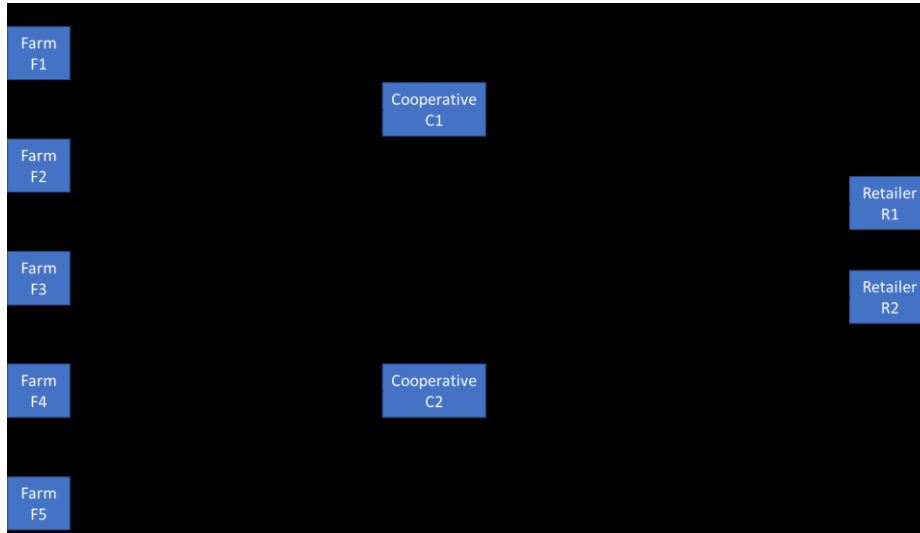 Farm
F1
Cooperative
C1
Farm
F2
Retailer
R1
Farm
F3
Retailer
R2
Farm
F4
Cooperative
C2
Farm
F5